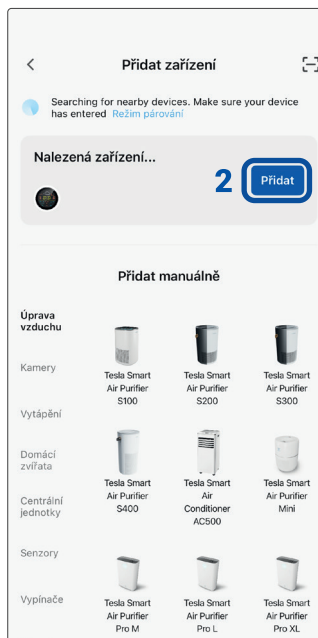 Přidat zařízení
Searching for nearby devices. Make sure your device
has entered Režim párování
Nalezená zařízení...
2
Přidat
Přidat manuálně
Úprava
vzduchu
Kamery
Vytápění
Domácí
zvířata
Centrální
jednotky
Senzory
Vypínače
Tesla Smart
Air Purifier
S100
Tesla Smart
Air Purifier
S200
Tesla Smart
Air Purifier
S300
Tesla Smart
Air Purifier
S400
Tesla Smart
Air
Conditioner
AC500
Tesla Smart
Air Purifier
Mini
Tesla Smart
Air Purifier
Pro M
Tesla Smart
Air Purifier
Pro L
Tesla Smart
Air Purifier
Pro XL